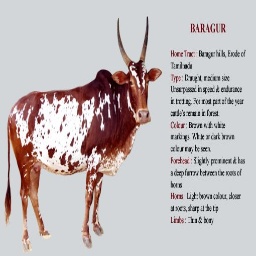 BARAGUR
Home Tract : Baragur hills, Erode of
Tamilnadu
Type : Draught, medium size
Unsurpassed in speed & endurance
in trotting. For most part of the year
cattle's remain in forest.
Colour : Brown with white
markings. White or dark brown
colour may be seen.
Forehead : Slightly prominent & has
a deep furrow between the roots of
horns
Horns Light brown colour, closer
at roots, sharp at the tip
Limbs : Thin & bony